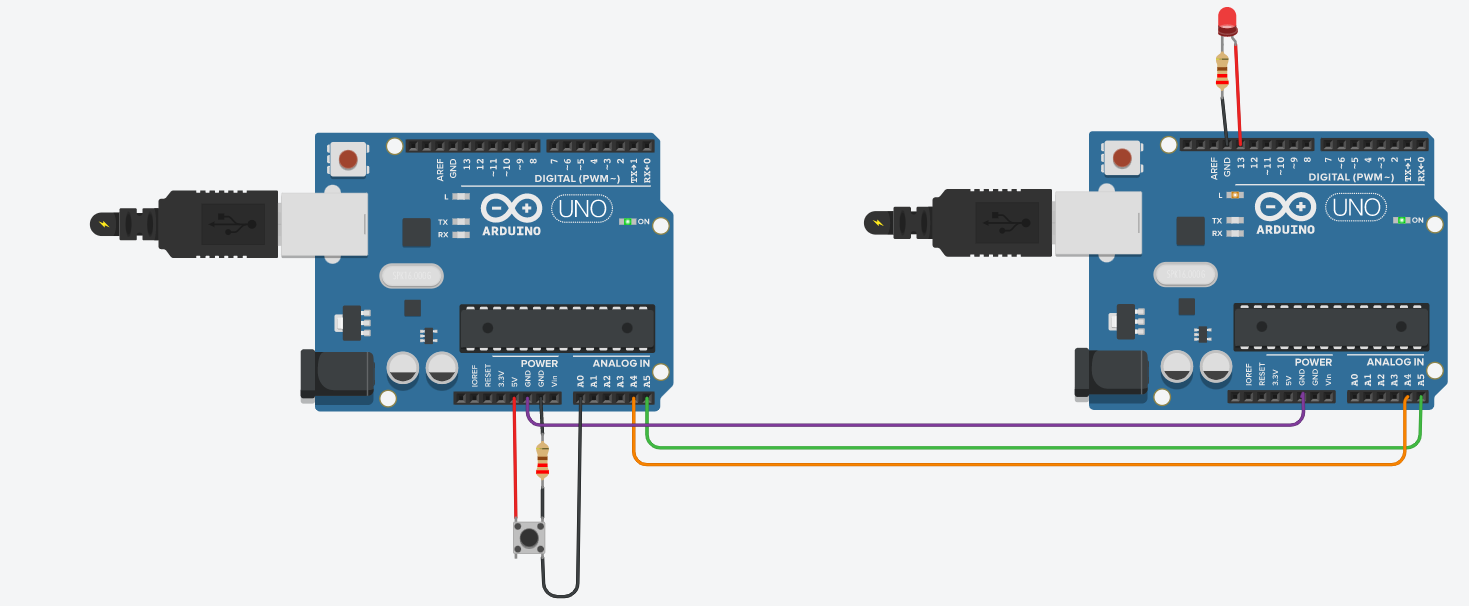 AREF
GND
13
12
~11
~10
~9
8
7
~6
~5
4
~3
2
TX→1
RX←0
DIGITAL (PWM~)
L
TX
RX
ARDUINO
UNO
ON
POWER
ANALOG IN
IOREF
RESET
3.3V
5V
GND
GND
Vin
A0
A1
A2
A3
A4
A5
AREF
GND
13
12
~11
~10
~9
8
7
~6
~5
4
~3
2
TX→1
RX←0
DIGITAL (PWM~)
L
TX
RX
ARDUINO
UNO
ON
POWER
ANALOG IN
IOREF
RESET
3.3V
5V
GND
GND
Vin
A0
A1
A2
A3
A4
A5